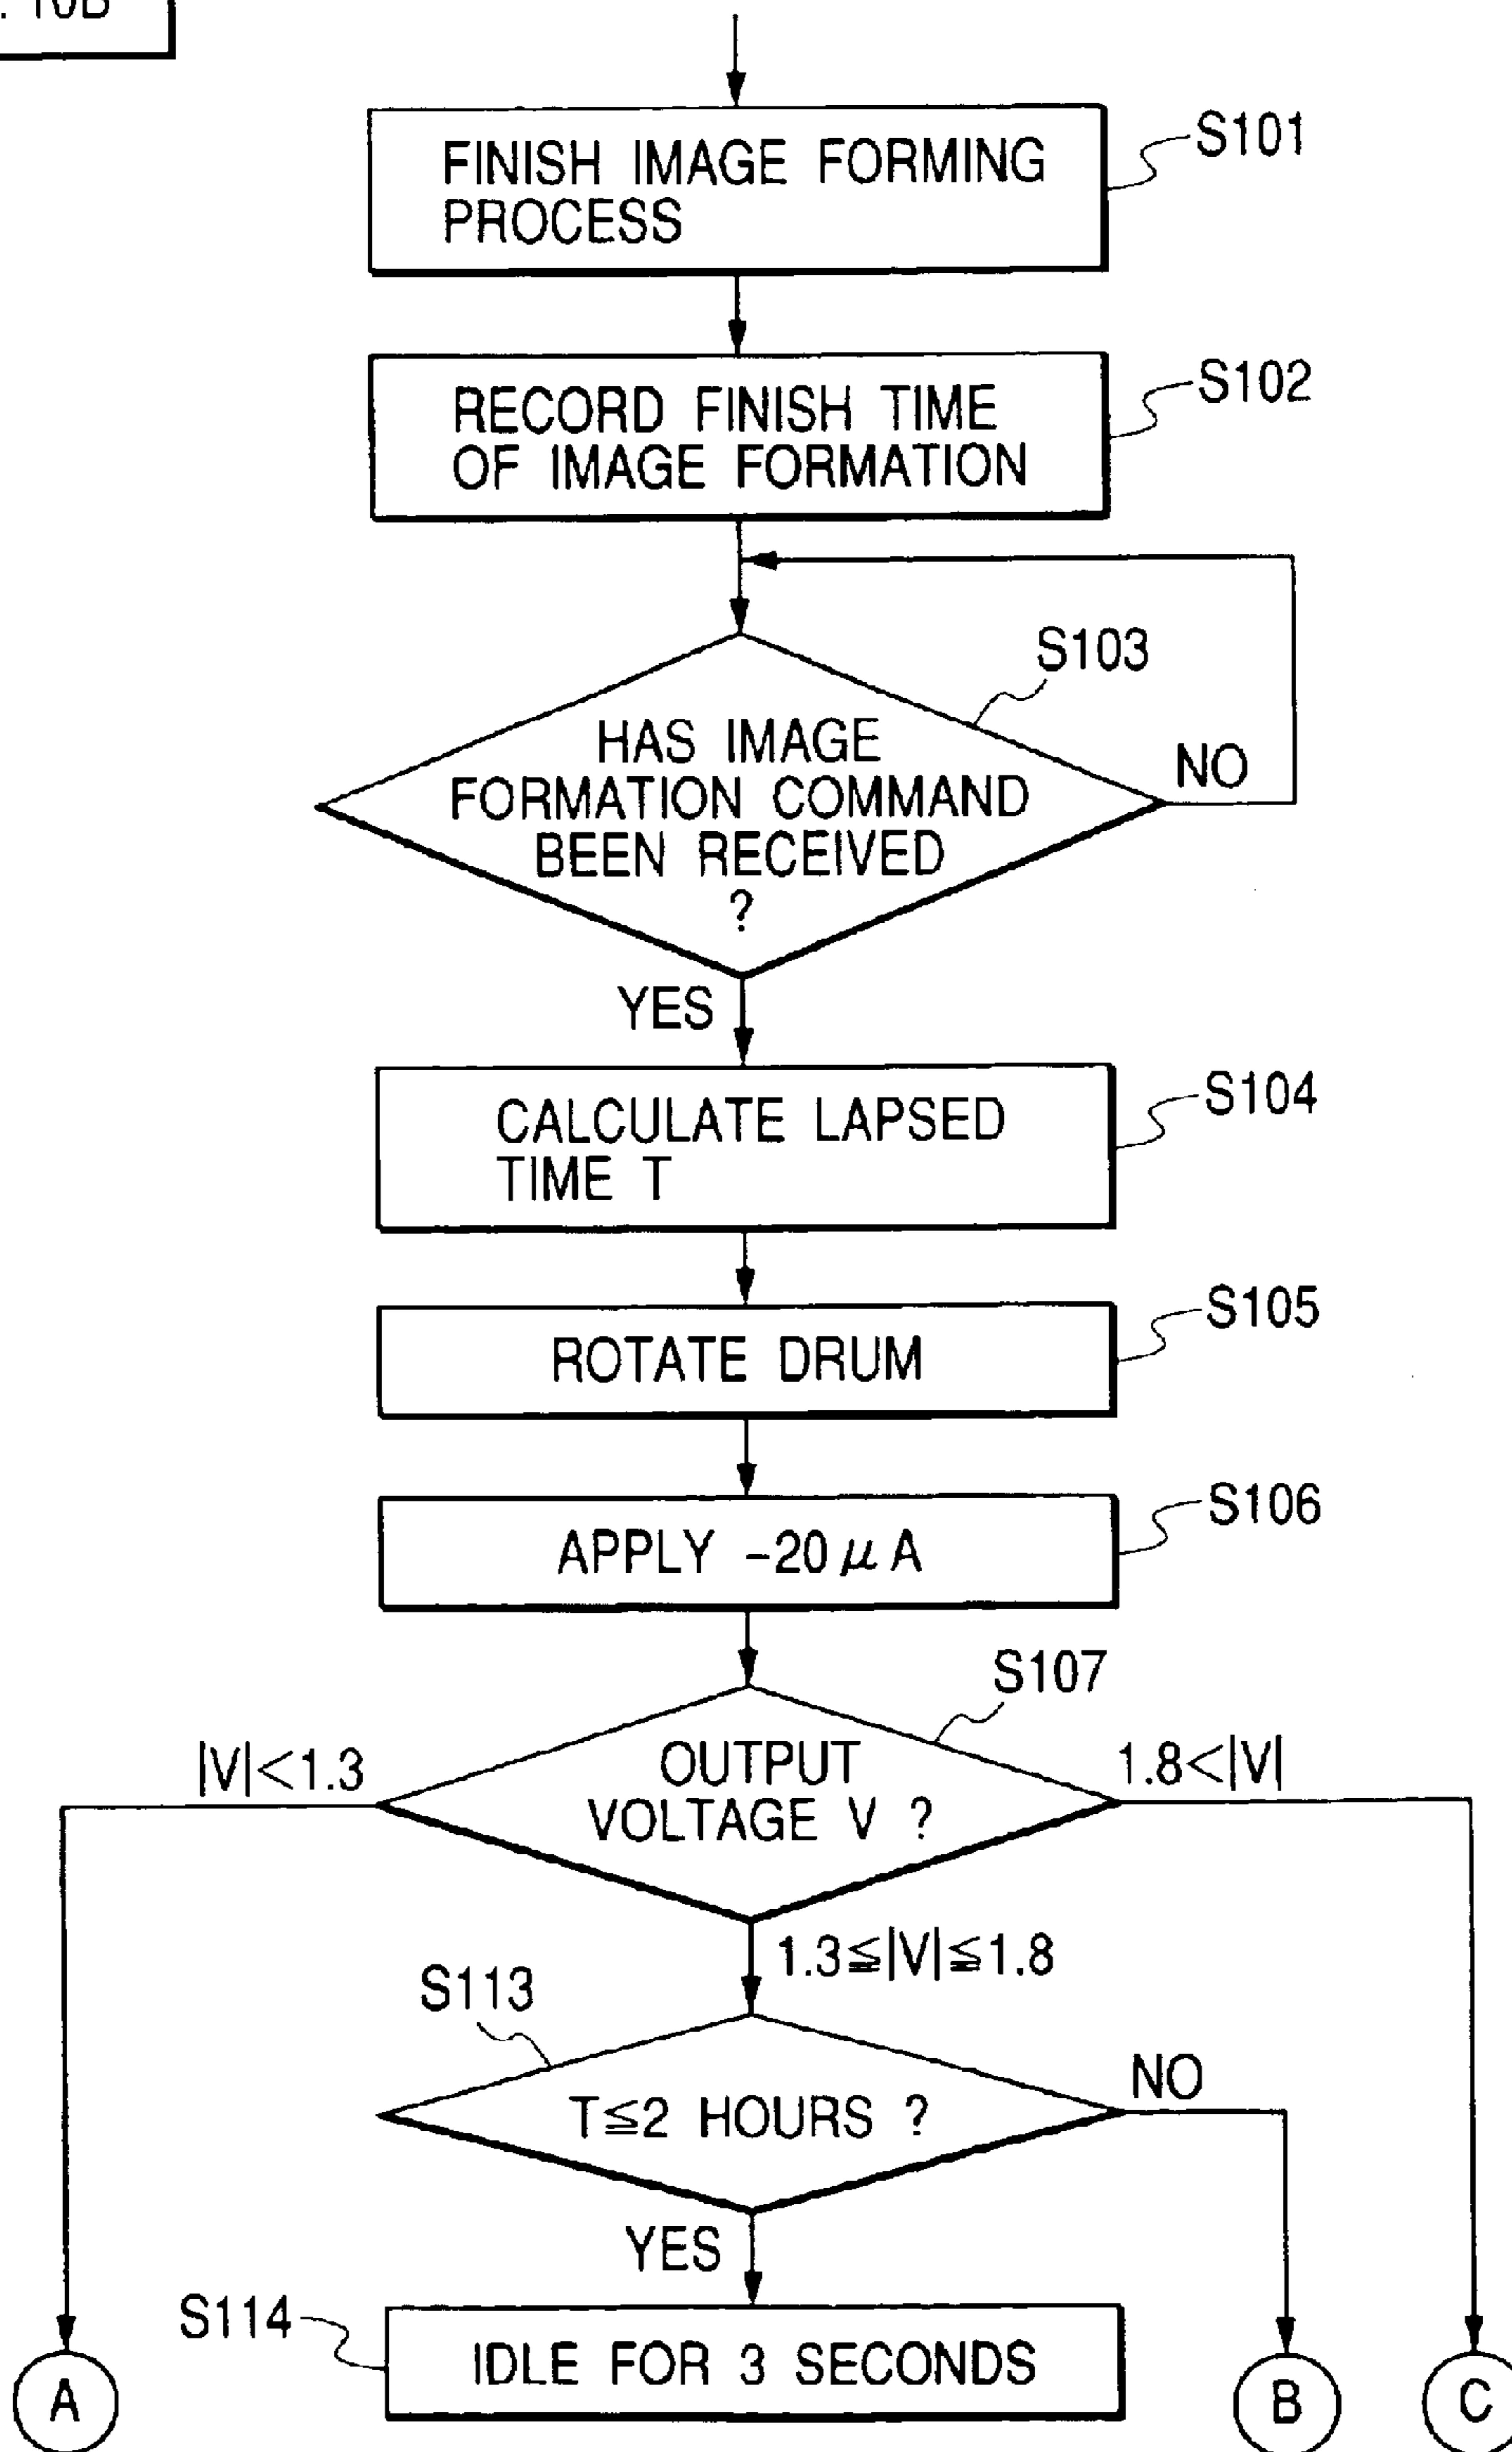 . 10B
FINISH IMAGE FORMING
PROCESS
S101
RECORD FINISH TIME
OF IMAGE FORMATION
S102
S103
HAS IMAGE
FORMATION COMMAND
BEEN RECEIVED
?
NO
YES
CALCULATE LAPSED
TIME T
S104
ROTATE DRUM
S105
APPLY -20μA
S106
S107
|V|<1.3
OUTPUT
VOLTAGE V ?
1.8<|V|
1.3≦|V|≦1.8
S113
T≦2 HOURS ?
NO
YES
S114
IDLE FOR 3 SECONDS
A
B
C